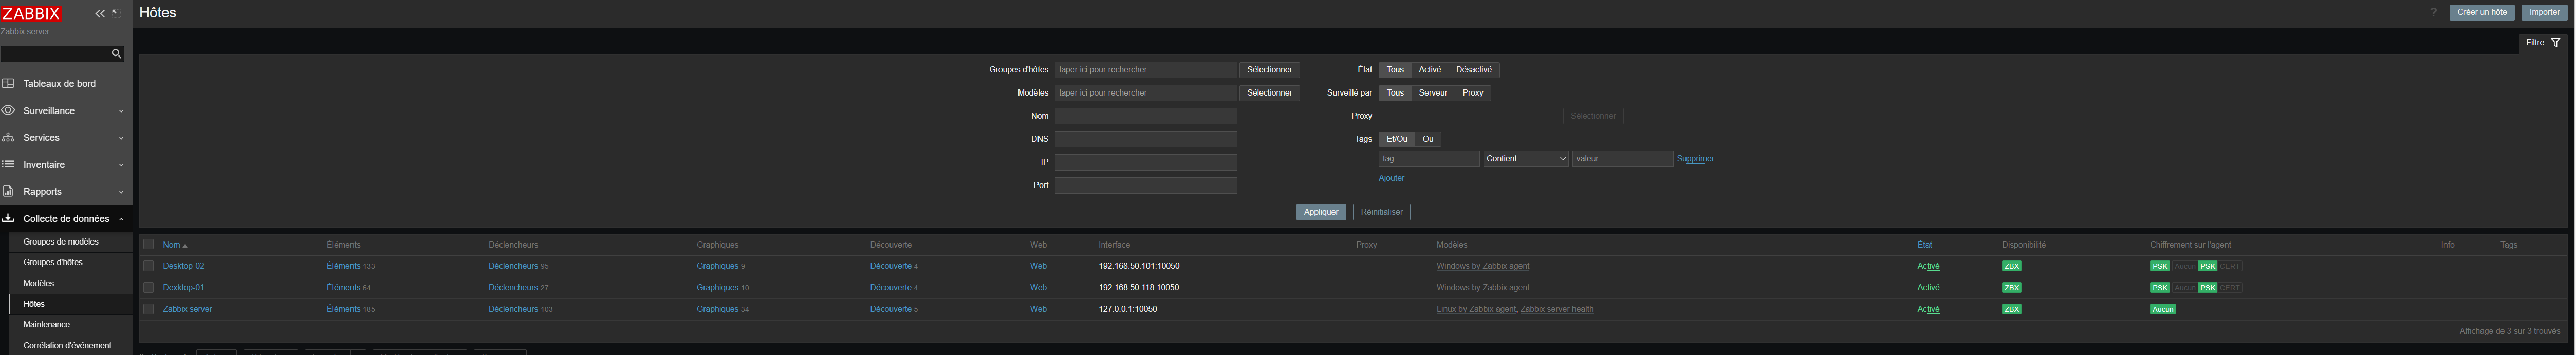 ZABBIX
Hôtes
?
Créer un hôte
Importer
Zabbix server
Filtre
Tableaux de bord
Surveillance
Services
Inventaire
Rapports
Collecte de données
Groupes de modèles
Groupes d'hôtes
Modèles
Hôtes
Maintenance
Corrélation d'événement
Groupes d'hôtes taper ici pour rechercher Sélectionner
Modèles taper ici pour rechercher Sélectionner
Nom
DNS
IP
Port
État Tous Activé Désactivé
Surveillé par Tous Serveur Proxy
Proxy Sélectionner
Tags Et/Ou Ou
tag Contient valeur Supprimer
Ajouter
Appliquer Réinitialiser
Nom Éléments Déclencheurs Graphiques Découverte Web Interface Proxy Modèles État Disponibilité Chiffrement sur l'agent Info Tags
Desktop-02 Éléments 133 Déclencheurs 95 Graphiques 9 Découverte 4 Web 192.168.50.101:10050 Windows by Zabbix agent Activé ZBX PSK Aucun PSK CERT
Dexktop-01 Éléments 64 Déclencheurs 27 Graphiques 10 Découverte 4 Web 192.168.50.118:10050 Windows by Zabbix agent Activé ZBX PSK Aucun PSK CERT
Zabbix server Éléments 185 Déclencheurs 103 Graphiques 34 Découverte 5 Web 127.0.0.1:10050 Linux by Zabbix agent, Zabbix server health Activé ZBX Aucun
Affichage de 3 sur 3 trouvés